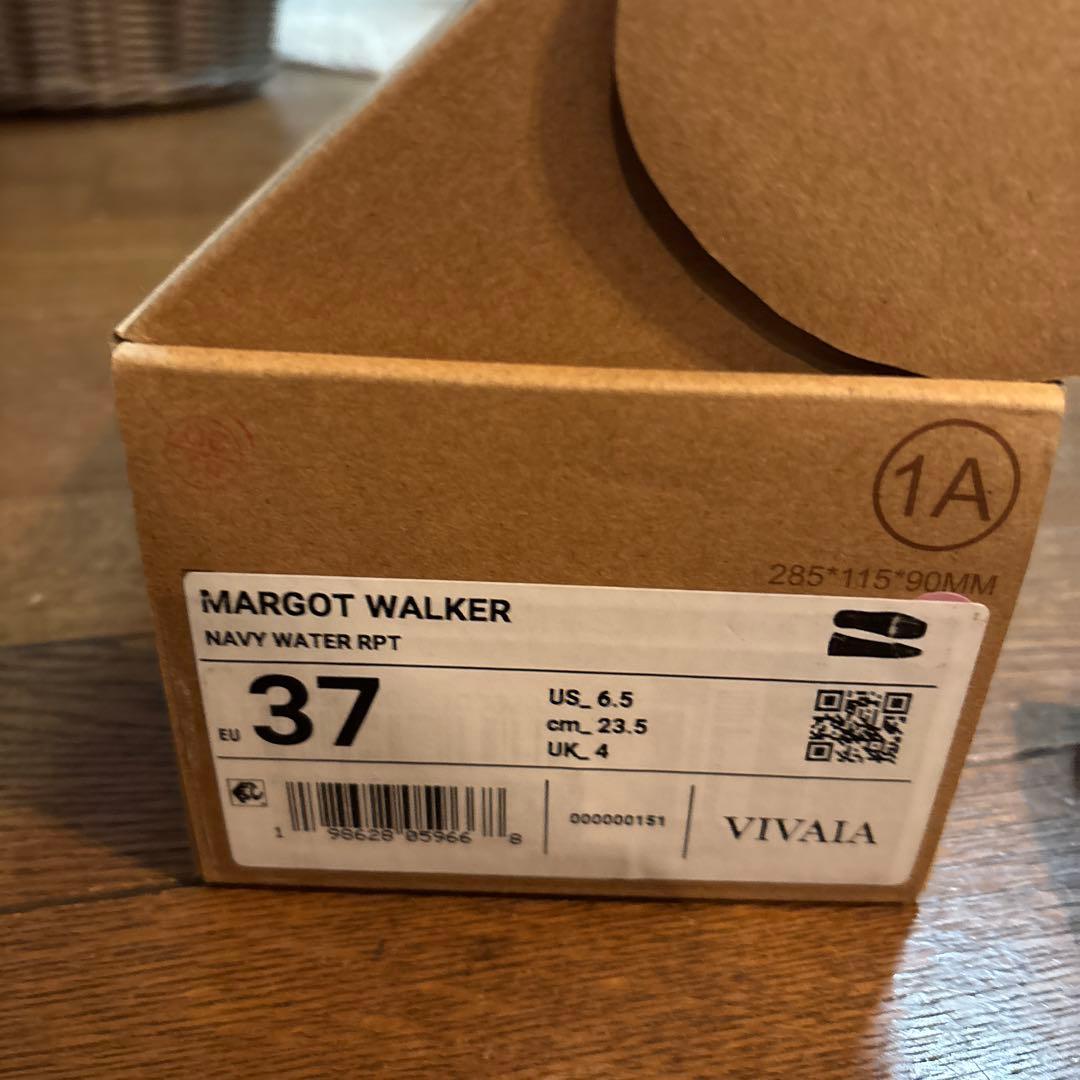 1A
285*115*90MM
MARGOT WALKER
NAVY WATER RPT
EU 37
US_ 6.5
cm_ 23.5
UK_ 4
1 98628 05966 8
000000151
VIVAIA